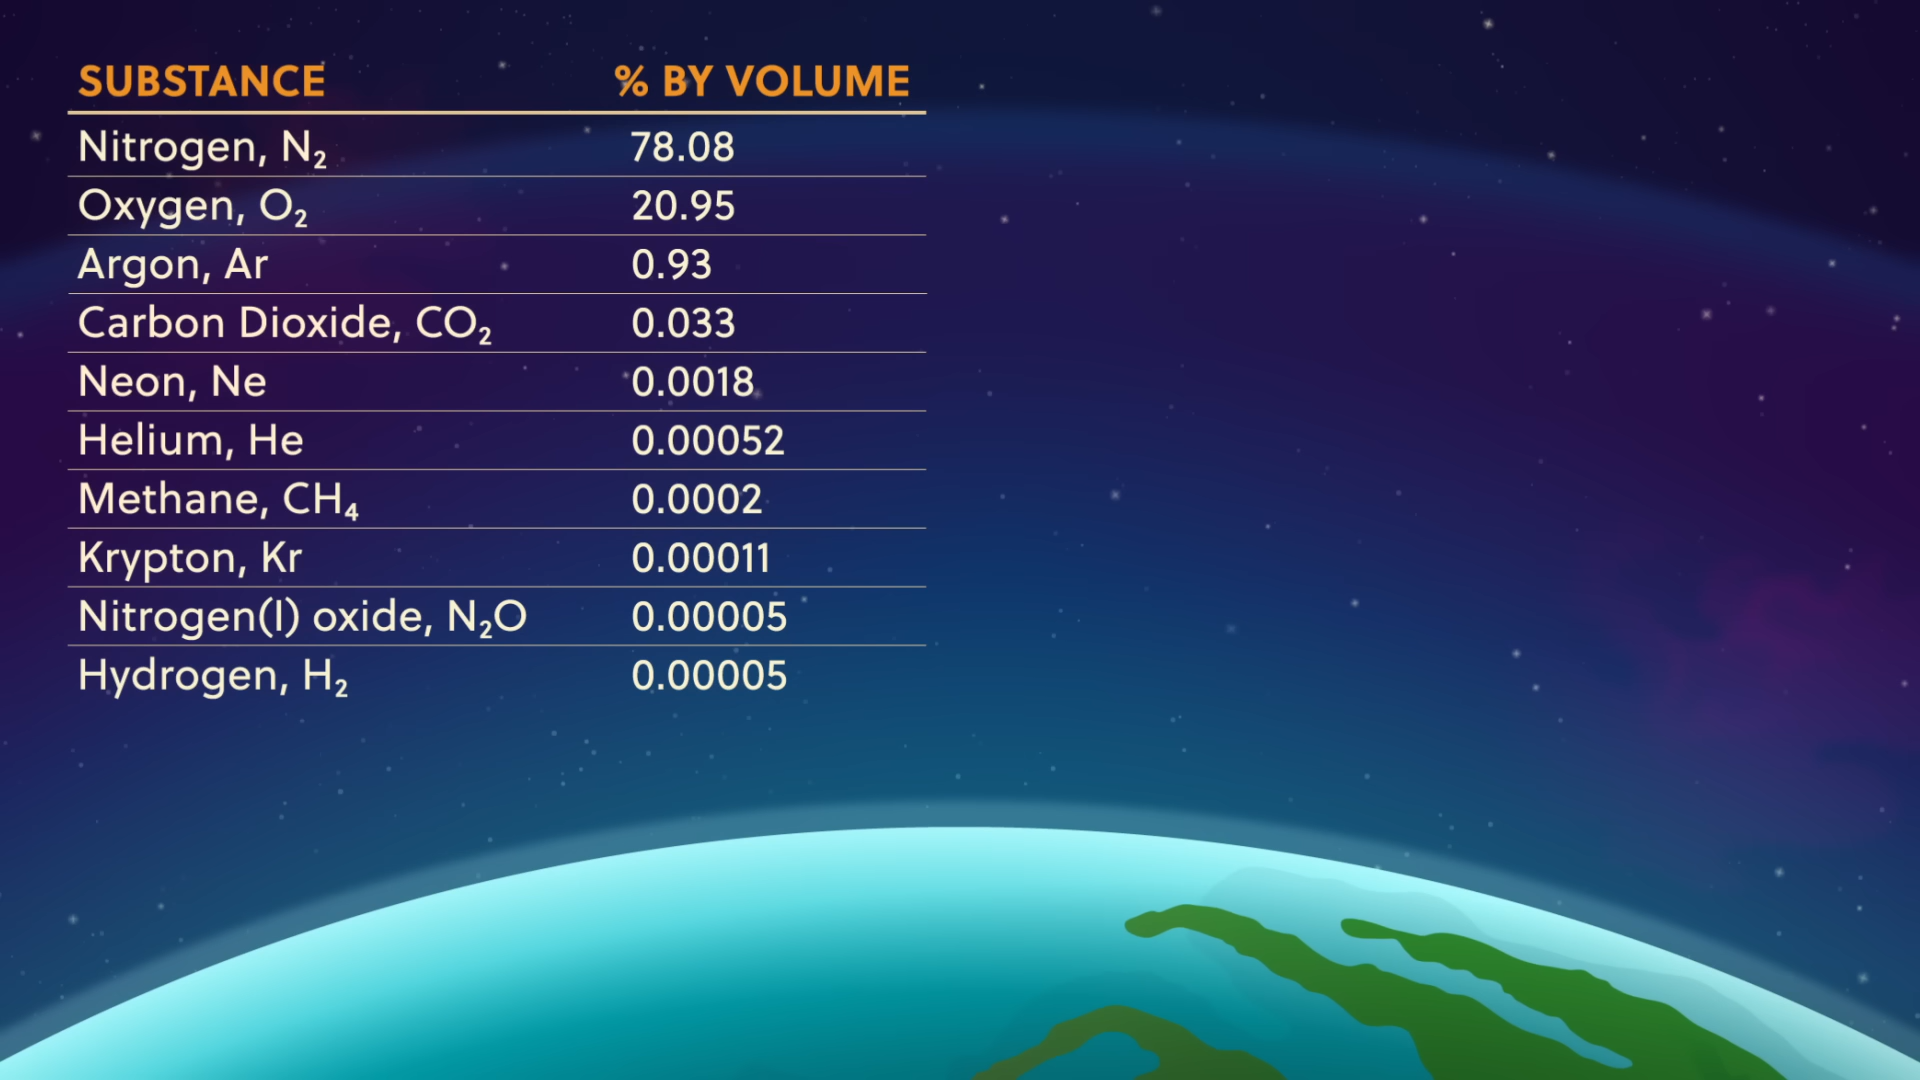 SUBSTANCE % BY VOLUME
Nitrogen, N₂ 78.08
Oxygen, O₂ 20.95
Argon, Ar 0.93
Carbon Dioxide, CO₂ 0.033
Neon, Ne 0.0018
Helium, He 0.00052
Methane, CH₄ 0.0002
Krypton, Kr 0.00011
Nitrogen(I) oxide, N₂O 0.00005
Hydrogen, H₂ 0.00005